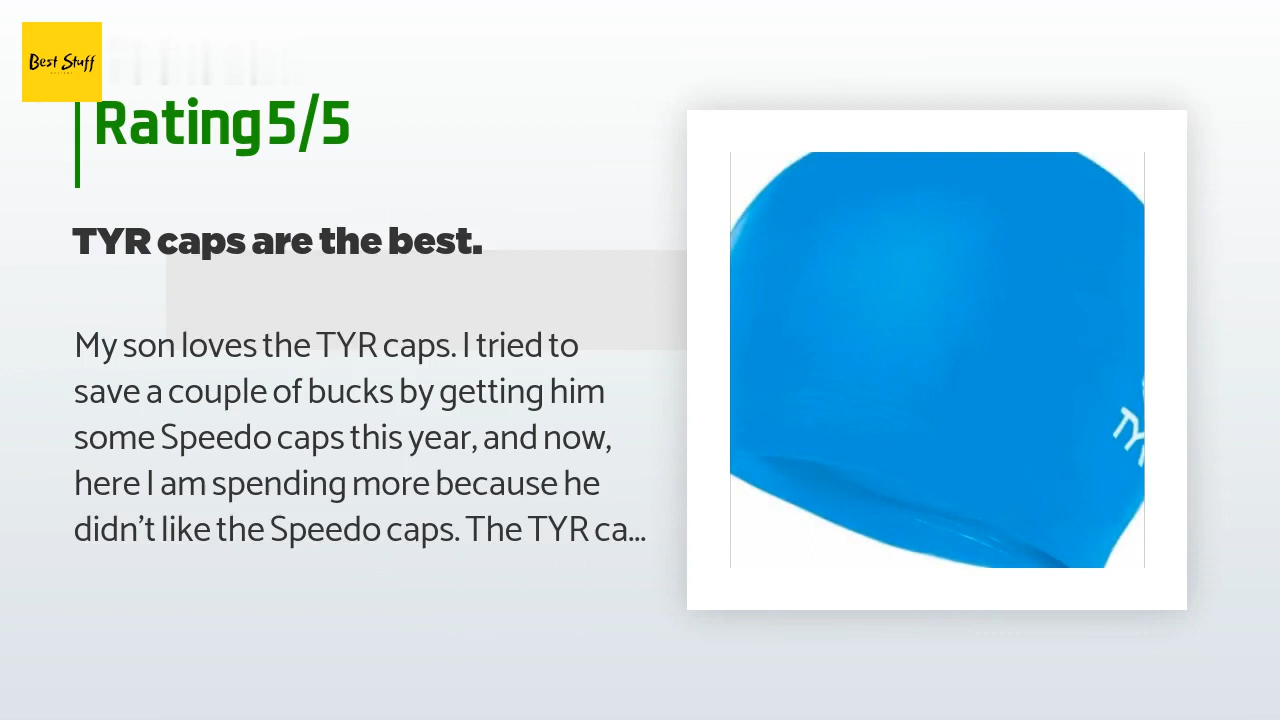 Best Stuff
Rating 5/5
TYR caps are the best.
My son loves the TYR caps. I tried to
save a couple of bucks by getting him
some Speedo caps this year, and now,
here I am spending more because he
didn't like the Speedo caps. The TYR ca...
TY